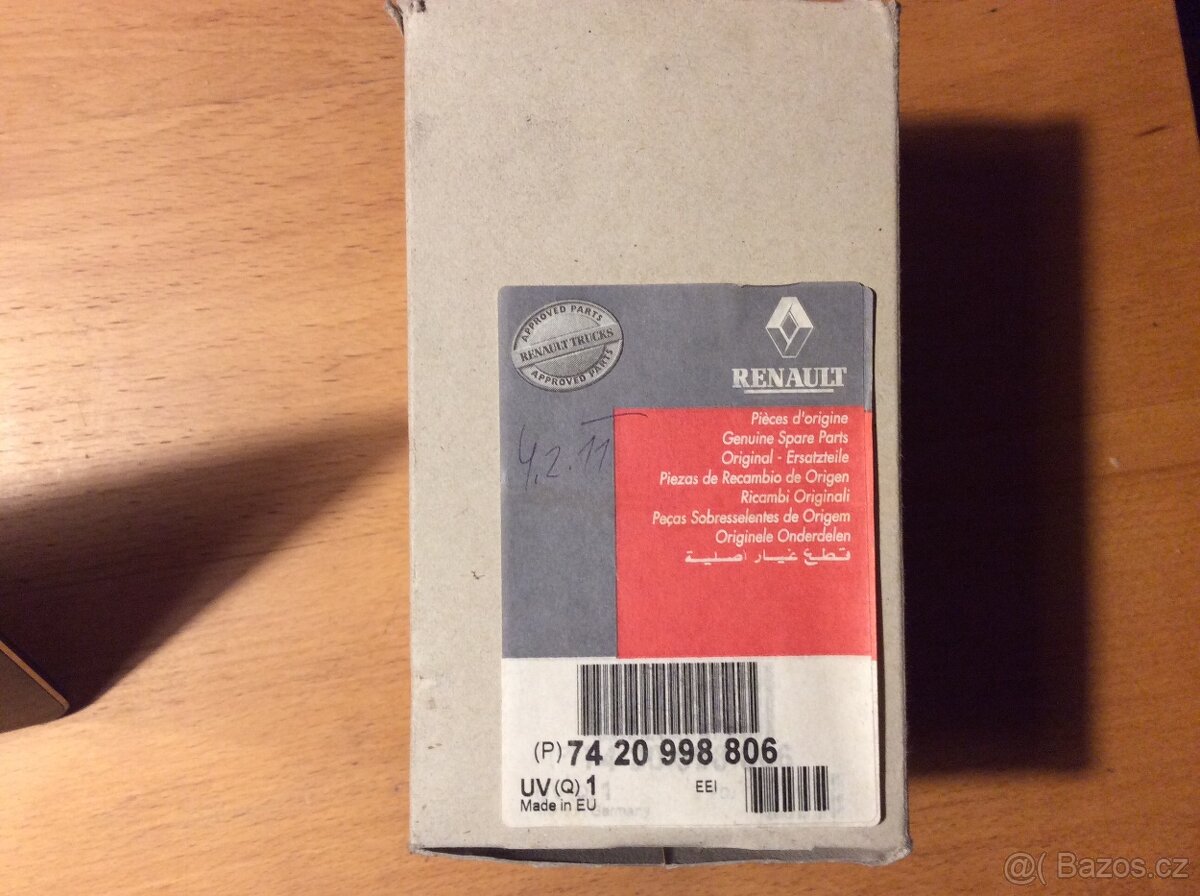 APPROVED PARTS
RENAULT TRUCKS
APPROVED PARTS
RENAULT
Pièces d'origine
Genuine Spare Parts
Original - Ersatzteile
Piezas de Recambio de Origen
Ricambi Originali
Peças Sobresselentes de Origem
Originele Onderdelen
قطع غيار اصلية
4.2.11
(P) 74 20 998 806
UV (Q) 1
EEI
Made in EU
@( Bazos.cz